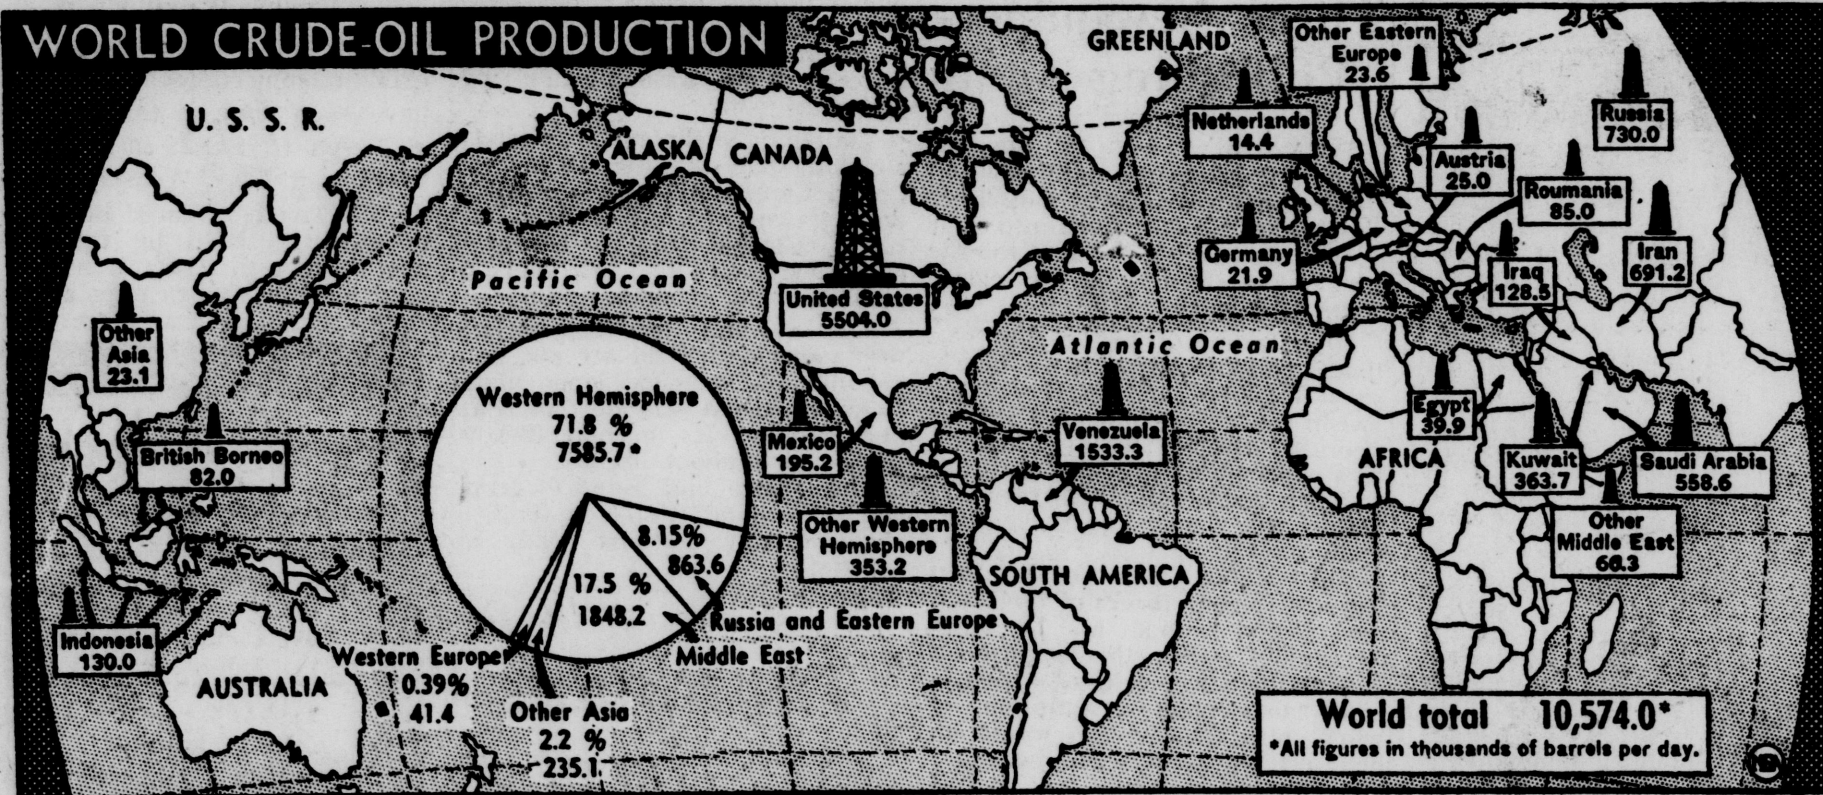 WORLD CRUDE-OIL PRODUCTION
GREENLAND
Other Eastern
Europe
23.6
U. S. S. R.
Netherlands
14.4
Russia
730.0
ALASKA
CANADA
Austria
25.0
Roumania
85.0
Germany
21.9
Iraq
128.5
Iran
691.2
Pacific Ocean
United States
5504.0
Other
Asia
23.1
Atlantic Ocean
Western Hemisphere
71.8 %
7585.7*
Mexico
195.2
Venezuela
1533.3
Egypt
39.9
AFRICA
Kuwait
363.7
Saudi Arabia
558.6
British Borneo
82.0
Other Western
Hemisphere
353.2
Other
Middle East
66.3
8.15%
863.6
17.5 %
1848.2
SOUTH AMERICA
Russia and Eastern Europe
Middle East
Indonesia
130.0
AUSTRALIA
Western Europe
0.39%
41.4
Other Asia
2.2 %
235.1
World total 10,574.0*
*All figures in thousands of barrels per day.